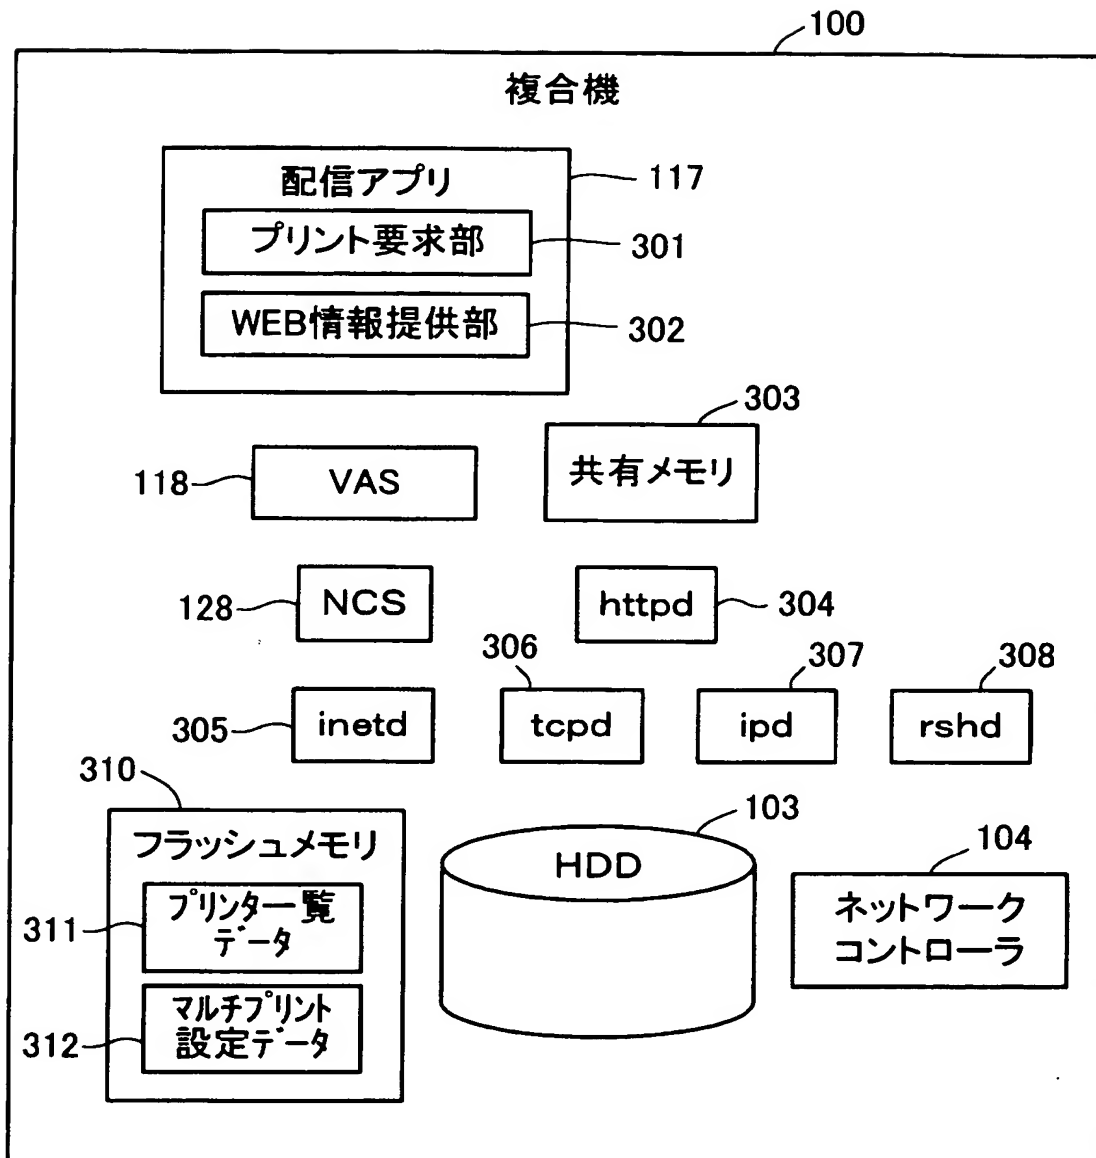 100
複合機
配信アプリ
117
プリント要求部
301
WEB情報提供部
302
303
118
VAS
共有メモリ
128
NCS
httpd
304
306
307
308
305
inetd
tcpd
ipd
rshd
310
フラッシュメモリ
103
HDD
104
311
プリンタ一覧
データ
ネットワーク
コントローラ
312
マルチプリント
設定データ